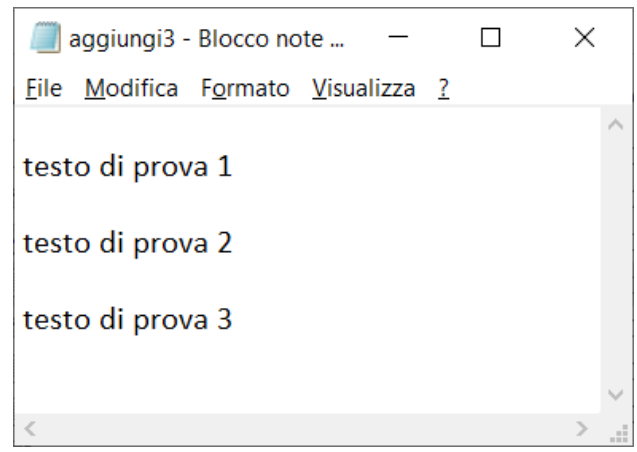 aggiungi3 - Blocco note ...
File Modifica Formato Visualizza ?
testo di prova 1
testo di prova 2
testo di prova 3